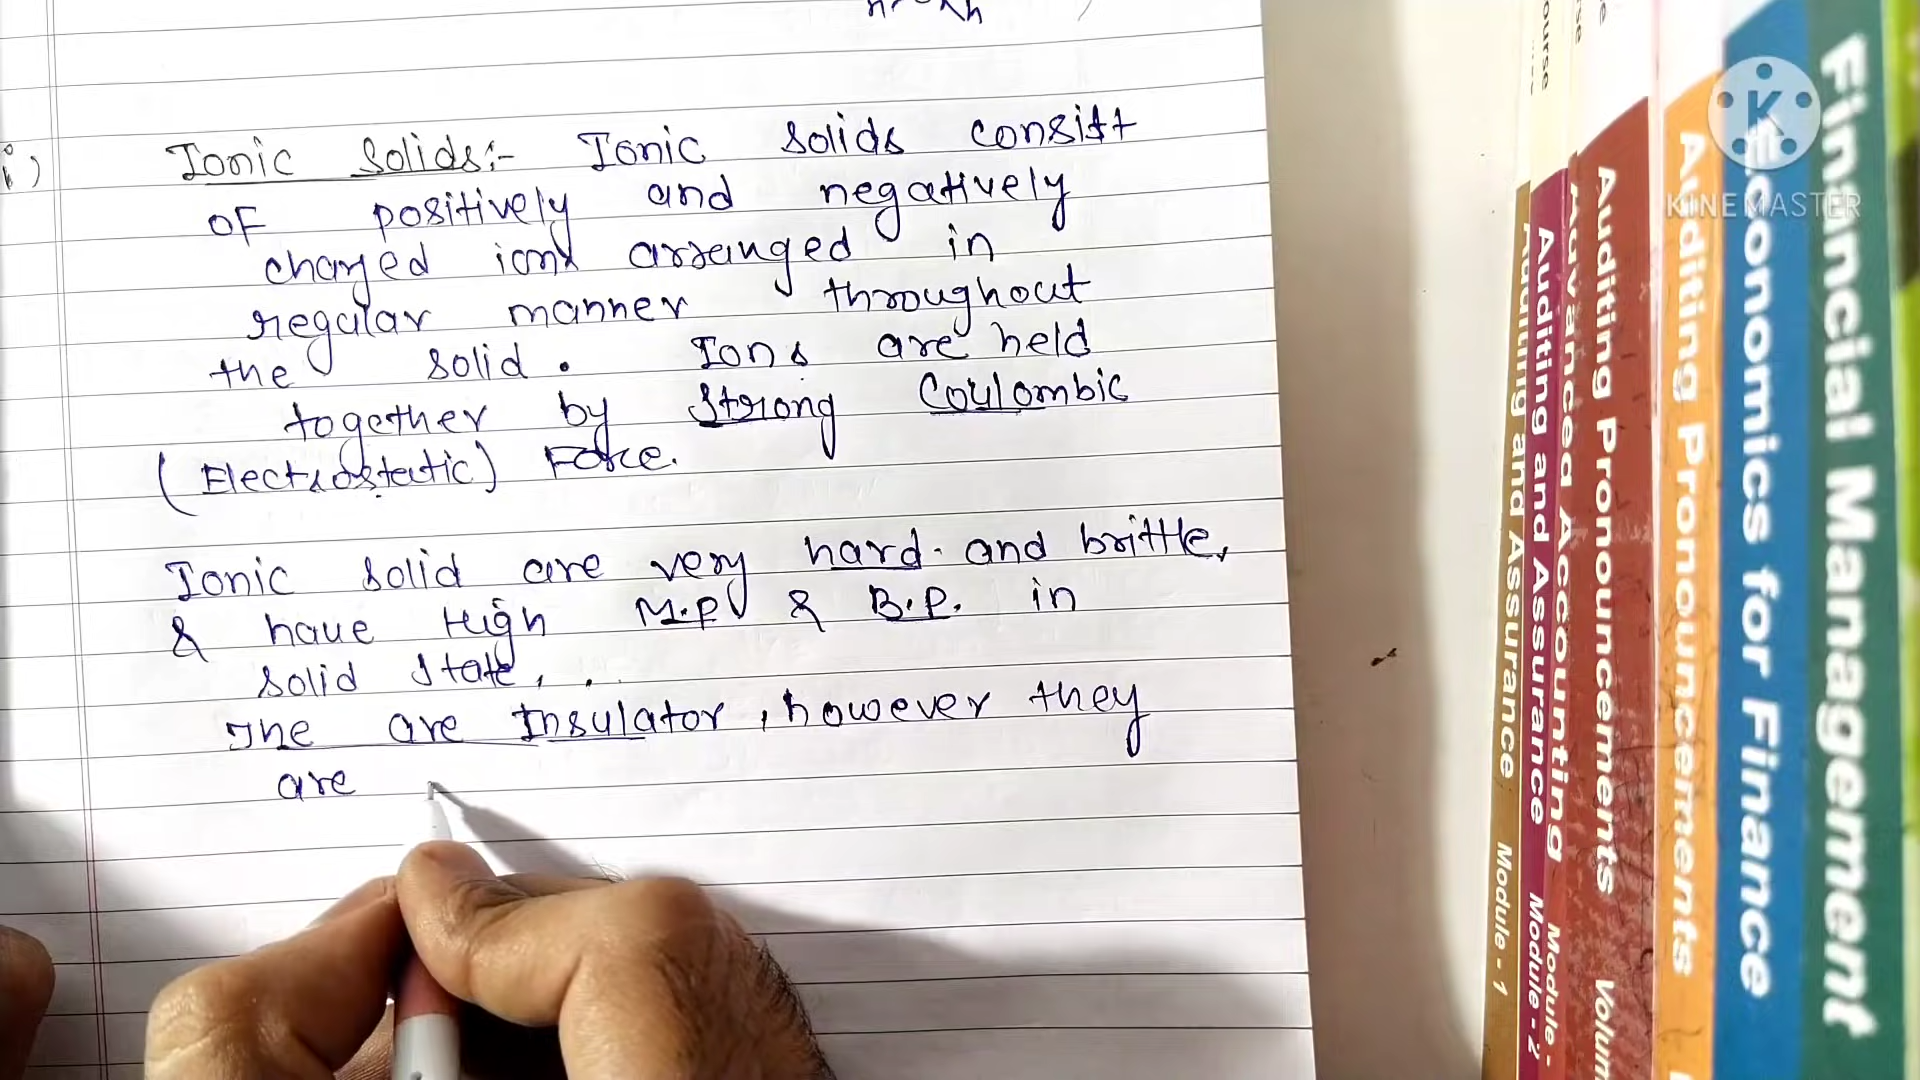 i)
Ionic Solids:- Ionic solids consist
of positively and negatively
charged ions arranged in
regular manner throughout
the solid. Ions are held
together by strong Coulombic
(Electrostatic) Force.
Ionic solid are very hard. and brittle,
& have High M.P & B.P. in
solid state,
The are Insulator, however they
are
Financial Management
Economics for Finance
Auditing Pronouncements
Auditing Pronouncements Volum
Advanced Accounting Module -
Auditing and Assurance Module - 2
Auditing and Assurance Module - 1
ourse
K
KINEMASTER